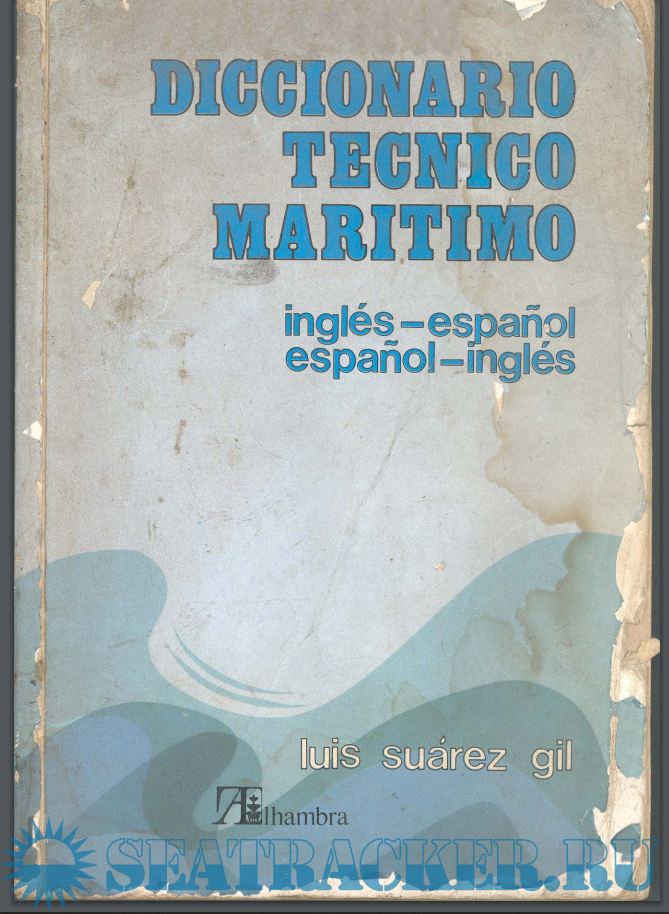 DICCIONARIO
TECNICO
MARITIMO
inglés–español
español–inglés
luis suárez gil
Alhambra
SEATRACKER.RU